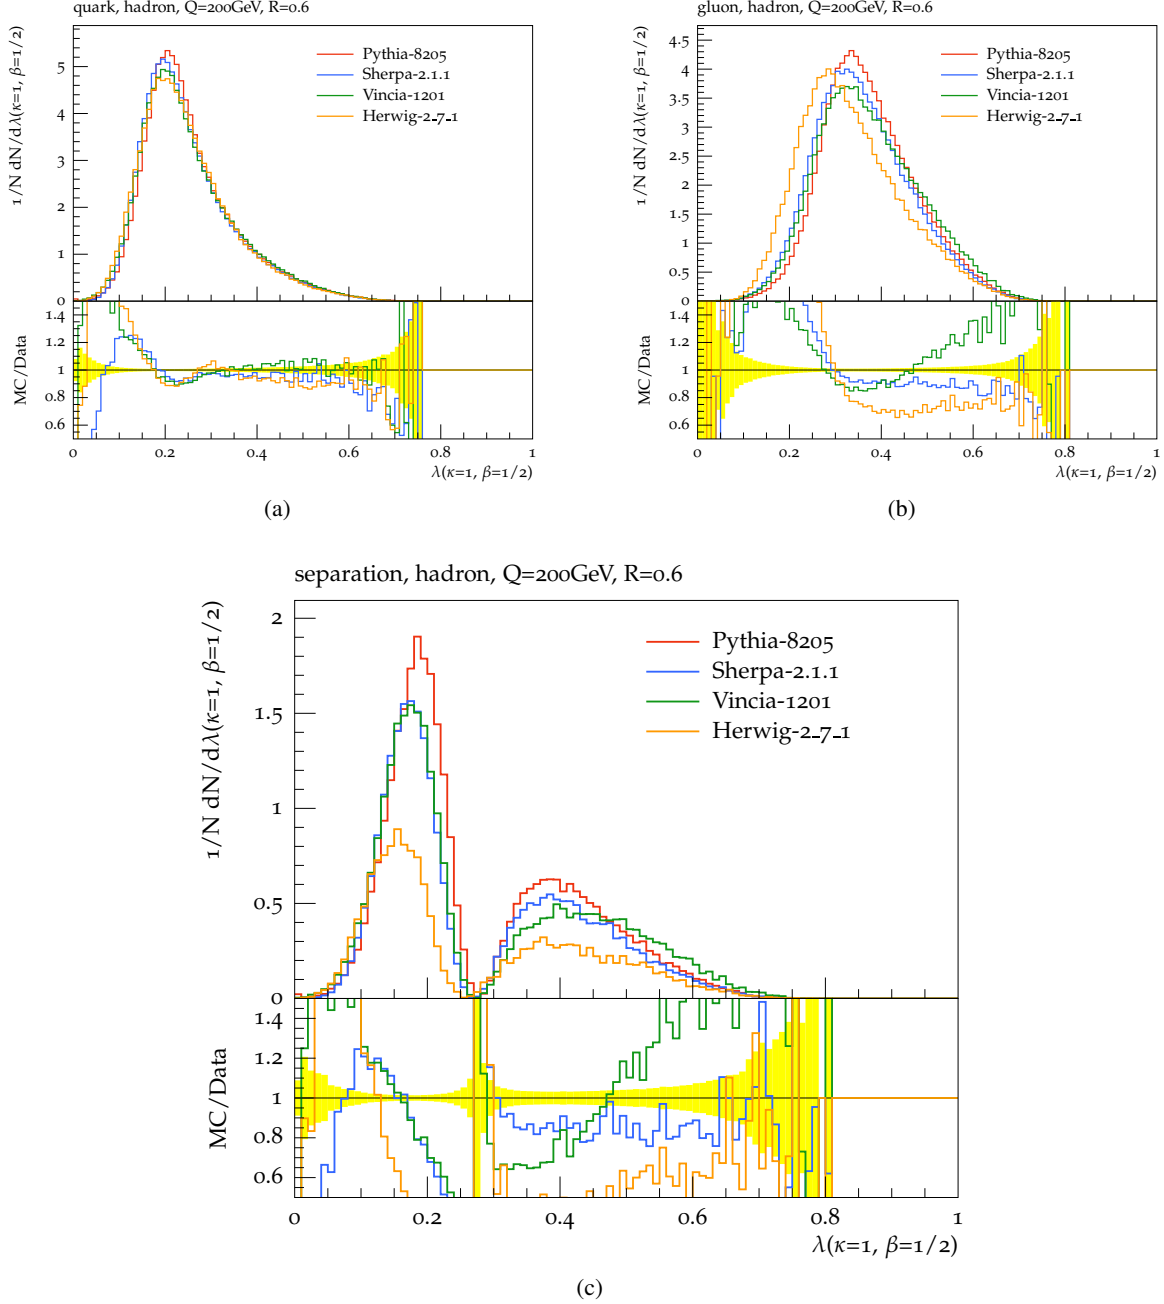 quark, hadron, Q=200GeV, R=0.6
1/N dN/dλ(κ=1, β=1/2)
5
4
3
2
1
0
Pythia-8205
Sherpa-2.1.1
Vincia-1201
Herwig-2_7_1
MC/Data
1.4
1.2
1
0.8
0.6
0
0.2
0.4
0.6
0.8
1
λ(κ=1, β=1/2)
(a)
gluon, hadron, Q=200GeV, R=0.6
1/N dN/dλ(κ=1, β=1/2)
4.5
4
3.5
3
2.5
2
1.5
1
0.5
0
Pythia-8205
Sherpa-2.1.1
Vincia-1201
Herwig-2_7_1
MC/Data
1.4
1.2
1
0.8
0.6
0
0.2
0.4
0.6
0.8
1
λ(κ=1, β=1/2)
(b)
separation, hadron, Q=200GeV, R=0.6
1/N dN/dλ(κ=1, β=1/2)
2
1.5
1
0.5
0
Pythia-8205
Sherpa-2.1.1
Vincia-1201
Herwig-2_7_1
MC/Data
1.4
1.2
1
0.8
0.6
0
0.2
0.4
0.6
0.8
1
λ(κ=1, β=1/2)
(c)